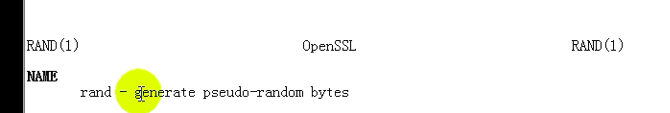 RAND(1) OpenSSL RAND(1)
NAME
rand - generate pseudo-random bytes